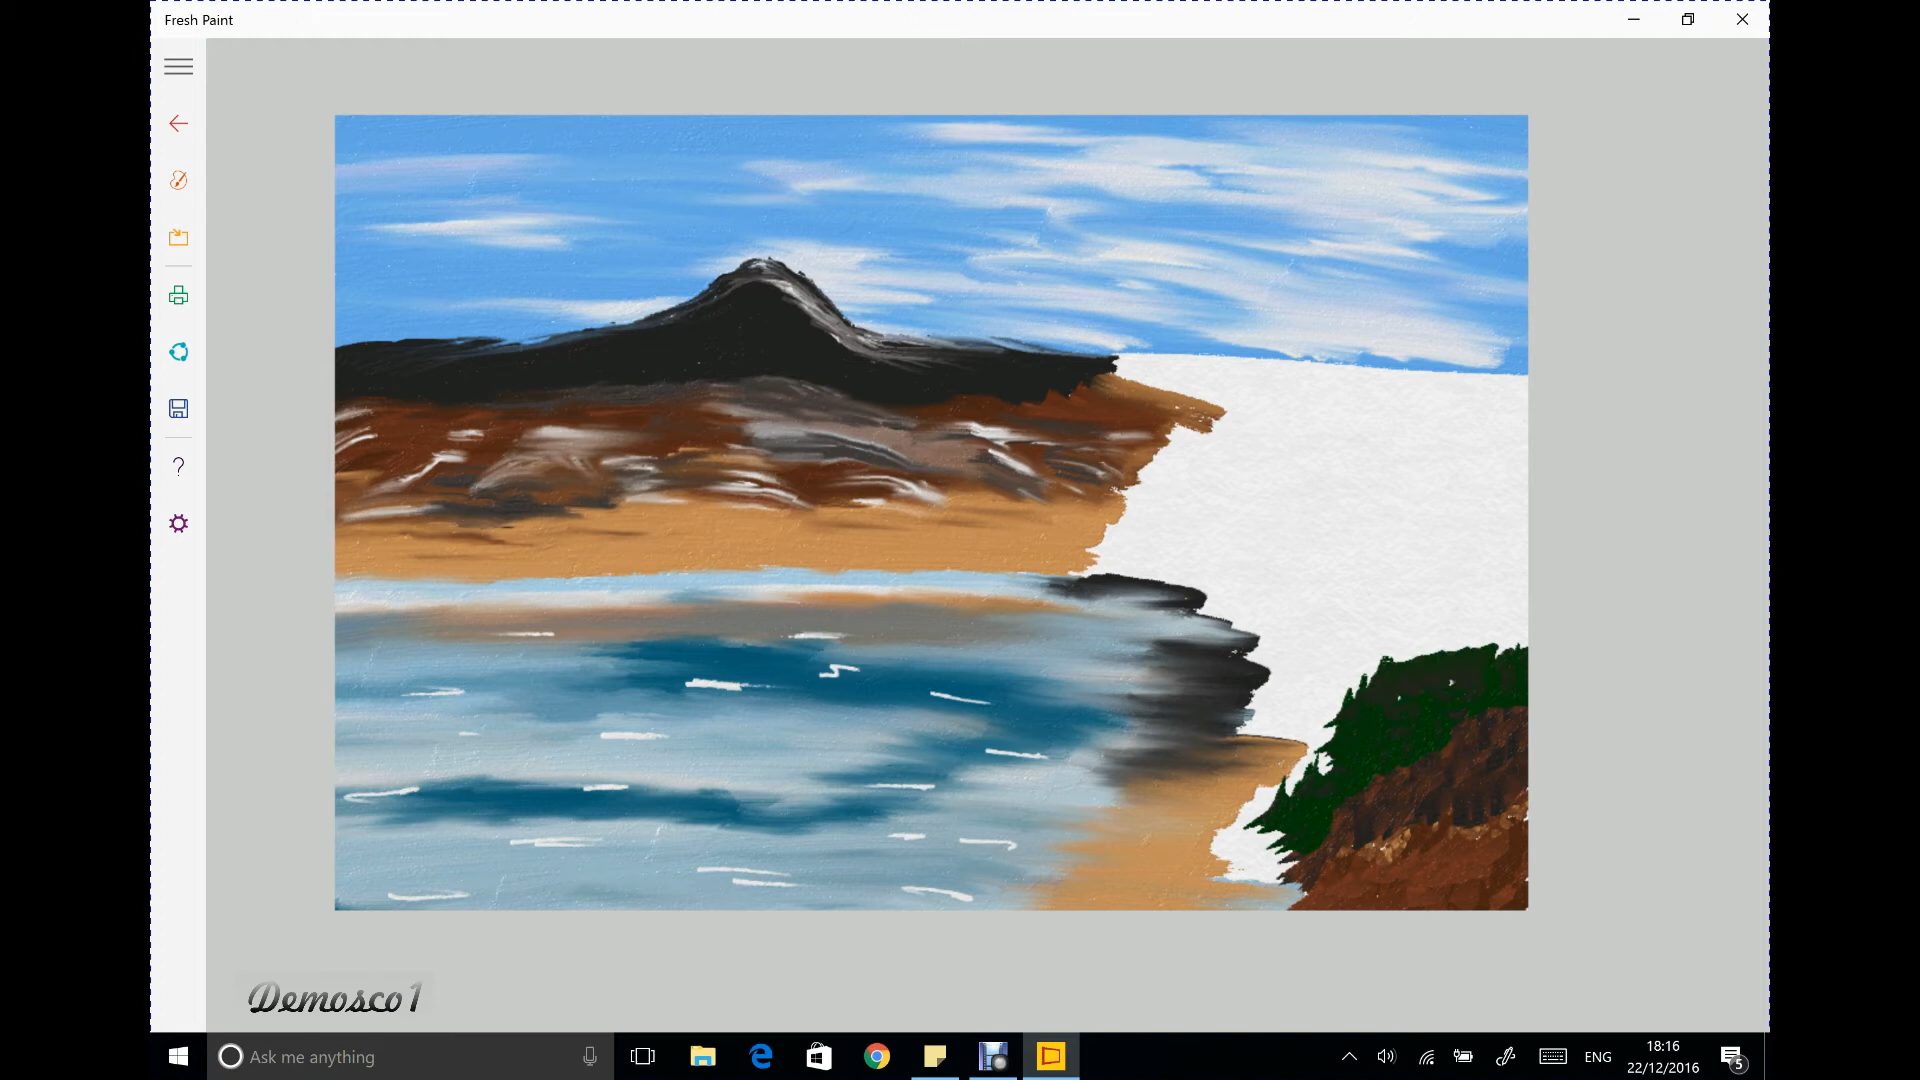 Fresh Paint
Demosco1
Ask me anything
ENG
18:16
22/12/2016
5